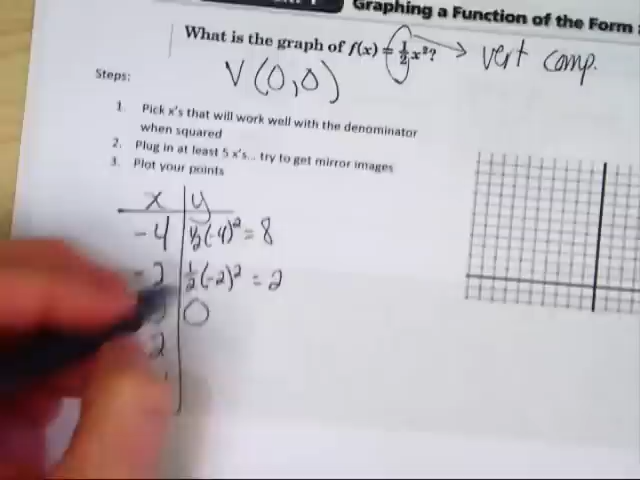 Graphing a Function of the Form
What is the graph of f(x) = ½x²? → vert comp.
V(0,0)
Steps:
1. Pick x's that will work well with the denominator
when squared
2. Plug in at least 5 x's... try to get mirror images
3. Plot your points
x y
-4 ½(-4)² = 8
-2 ½(-2)² = 2
0
2